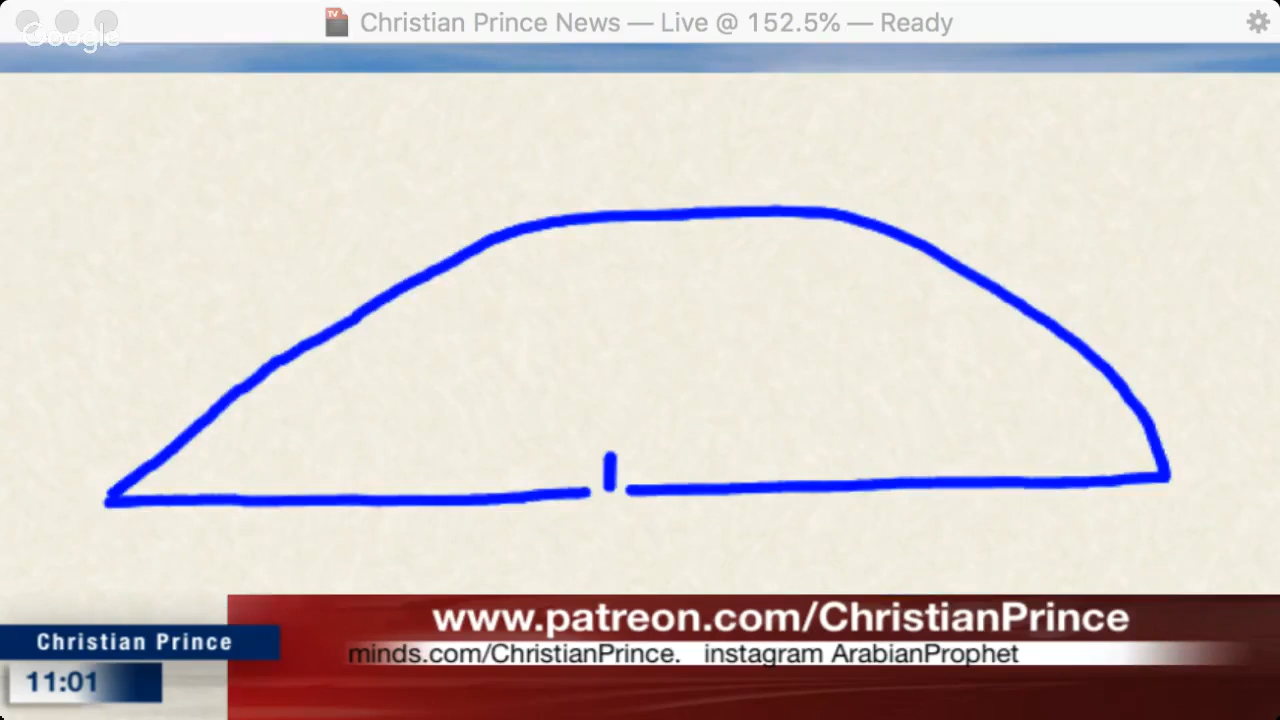 Christian Prince News — Live @ 152.5% — Ready
Google
www.patreon.com/ChristianPrince
Christian Prince
minds.com/ChristianPrince. instagram ArabianProphet
11:01